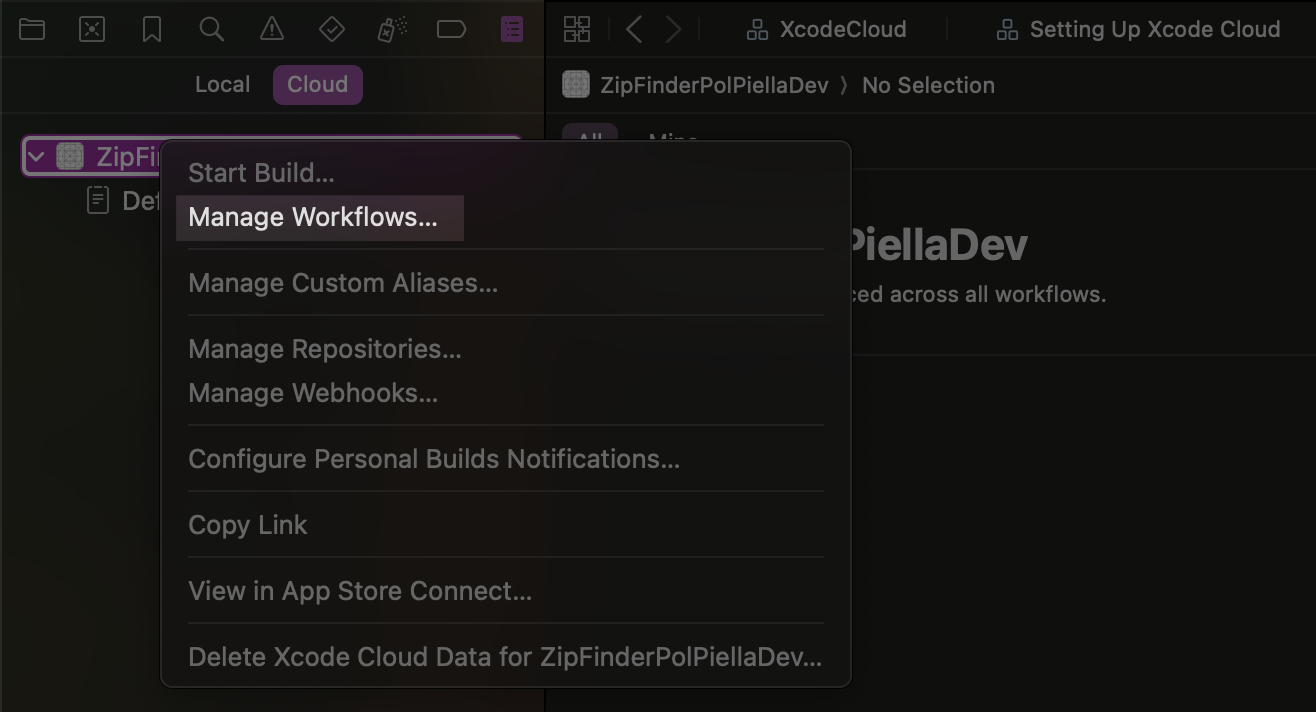 XcodeCloud
Setting Up Xcode Cloud
Local
Cloud
ZipFinderPolPiellaDev 〉 No Selection
All
Start Build...
Manage Workflows...
Manage Custom Aliases...
Manage Repositories...
Manage Webhooks...
Configure Personal Builds Notifications...
Copy Link
View in App Store Connect...
Delete Xcode Cloud Data for ZipFinderPolPiellaDev...
ZipFin
Def
PiellaDev
ced across all workflows.